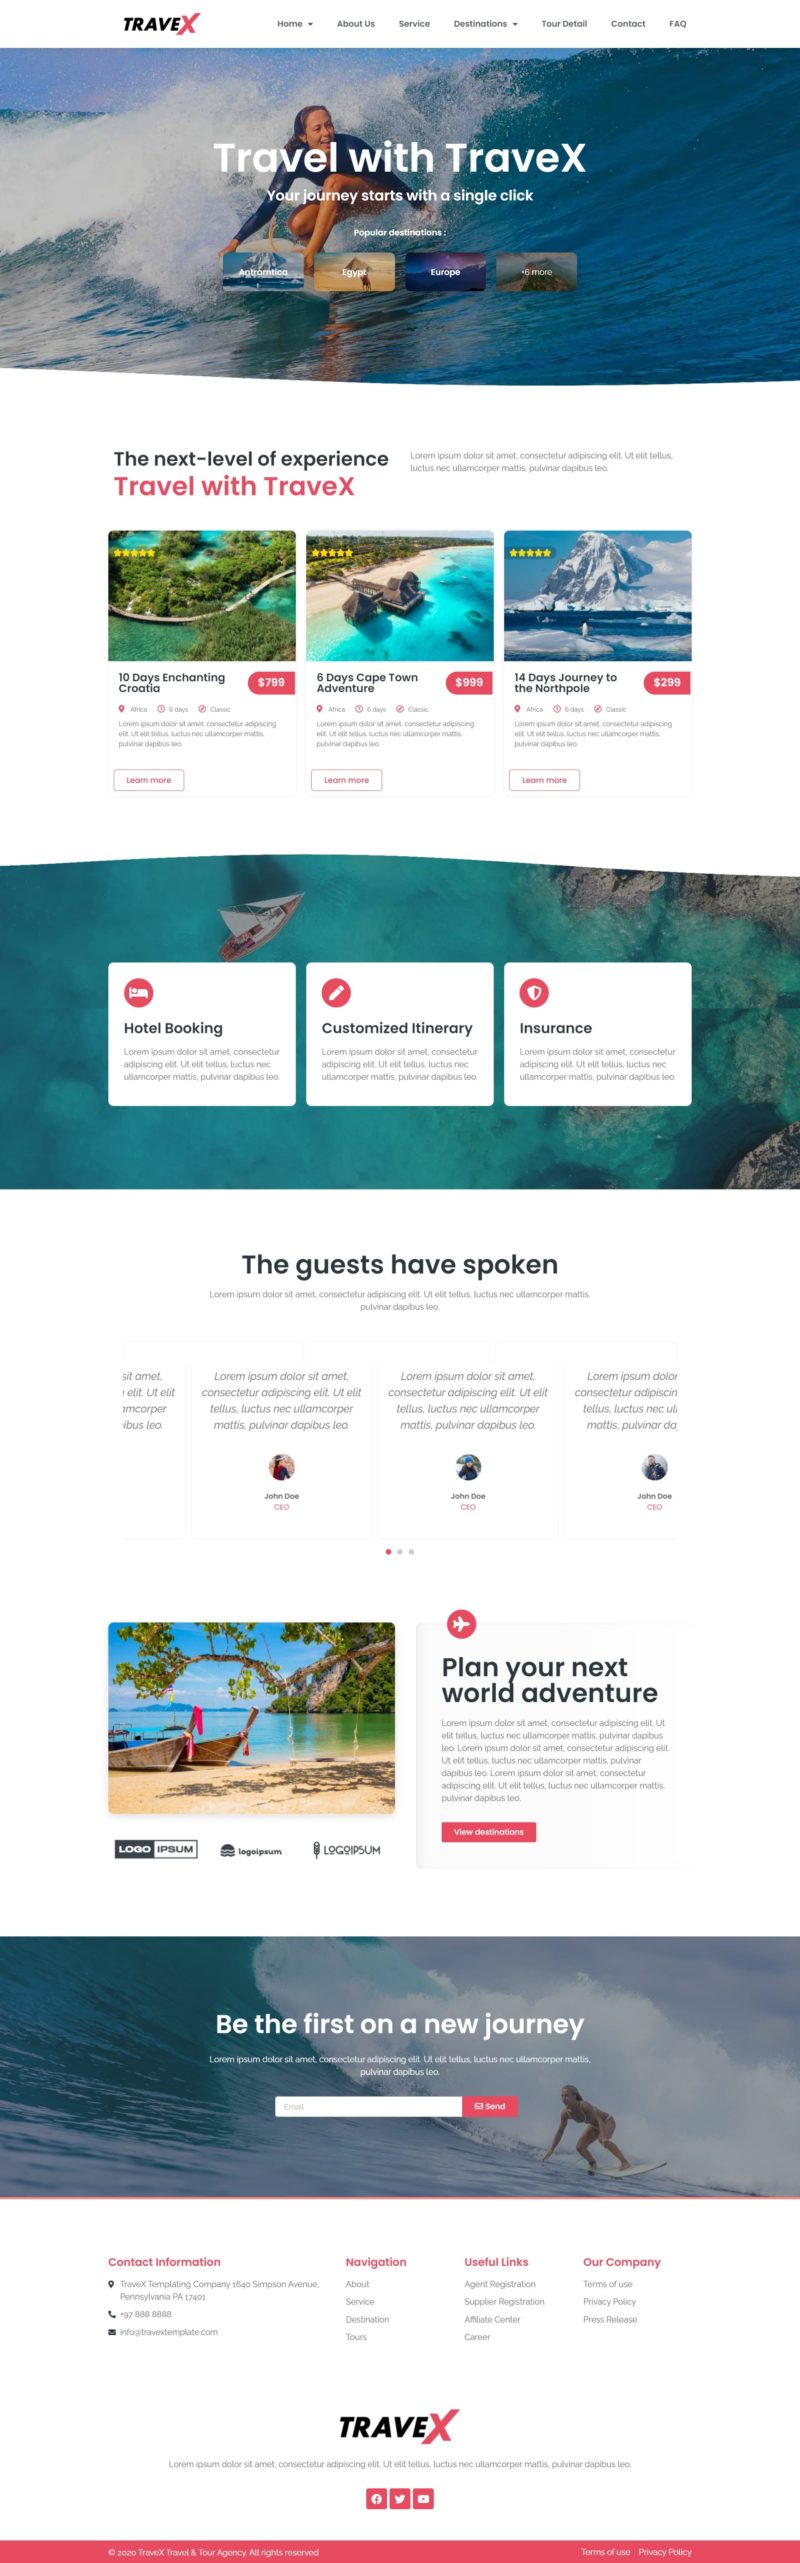 TRAVEX
Home About Us Service Destinations Tour Detail Contact FAQ
Travel with TraveX
Your journey starts with a single click
Popular destinations :
Antrarntica Egypt Europe +6 more
The next-level of experience
Travel with TraveX
Lorem ipsum dolor sit amet, consectetur adipiscing elit. Ut elit tellus,
luctus nec ullamcorper mattis, pulvinar dapibus leo.
10 Days Enchanting
Croatia
$799
Africa 6 days Classic
Lorem ipsum dolor sit amet, consectetur adipiscing
elit. Ut elit tellus, luctus nec ullamcorper mattis,
pulvinar dapibus leo.
Learn more
6 Days Cape Town
Adventure
$999
Africa 6 days Classic
Lorem ipsum dolor sit amet, consectetur adipiscing
elit. Ut elit tellus, luctus nec ullamcorper mattis,
pulvinar dapibus leo.
Learn more
14 Days Journey to
the Northpole
$299
Africa 6 days Classic
Lorem ipsum dolor sit amet, consectetur adipiscing
elit. Ut elit tellus, luctus nec ullamcorper mattis,
pulvinar dapibus leo.
Learn more
Hotel Booking
Lorem ipsum dolor sit amet, consectetur
adipiscing elit. Ut elit tellus, luctus nec
ullamcorper mattis, pulvinar dapibus leo.
Customized Itinerary
Lorem ipsum dolor sit amet, consectetur
adipiscing elit. Ut elit tellus, luctus nec
ullamcorper mattis, pulvinar dapibus leo.
Insurance
Lorem ipsum dolor sit amet, consectetur
adipiscing elit. Ut elit tellus, luctus nec
ullamcorper mattis, pulvinar dapibus leo.
The guests have spoken
Lorem ipsum dolor sit amet, consectetur adipiscing elit. Ut elit tellus, luctus nec ullamcorper mattis,
pulvinar dapibus leo.
sit amet,
elit. Ut elit
amcorper
ibus leo.
Lorem ipsum dolor sit amet,
consectetur adipiscing elit. Ut elit
tellus, luctus nec ullamcorper
mattis, pulvinar dapibus leo.
John Doe
CEO
Lorem ipsum dolor sit amet,
consectetur adipiscing elit. Ut elit
tellus, luctus nec ullamcorper
mattis, pulvinar dapibus leo.
John Doe
CEO
Lorem ipsum dolor
consectetur adipiscin
tellus, luctus nec ull
mattis, pulvinar da
John Doe
CEO
Plan your next
world adventure
Lorem ipsum dolor sit amet, consectetur adipiscing elit. Ut
elit tellus, luctus nec ullamcorper mattis, pulvinar dapibus
leo. Lorem ipsum dolor sit amet, consectetur adipiscing elit.
Ut elit tellus, luctus nec ullamcorper mattis, pulvinar
dapibus leo. Lorem ipsum dolor sit amet, consectetur
adipiscing elit. Ut elit tellus, luctus nec ullamcorper mattis,
pulvinar dapibus leo.
View destinations
LOGO IPSUM logoipsum LOGOIPSUM
Be the first on a new journey
Lorem ipsum dolor sit amet, consectetur adipiscing elit. Ut elit tellus, luctus nec ullamcorper mattis,
pulvinar dapibus leo.
Email Send
Contact Information
TraveX Templating Company 1640 Simpson Avenue,
Pennsylvania PA 17401
+97 888 8888
info@travextemplate.com
Navigation
About
Service
Destination
Tours
Useful Links
Agent Registration
Supplier Registration
Affiliate Center
Career
Our Company
Terms of use
Privacy Policy
Press Release
TRAVEX
Lorem ipsum dolor sit amet, consectetur adipiscing elit. Ut elit tellus, luctus nec ullamcorper mattis, pulvinar dapibus leo.
© 2020 TraveX Travel & Tour Agency. All rights reserved
Terms of use Privacy Policy